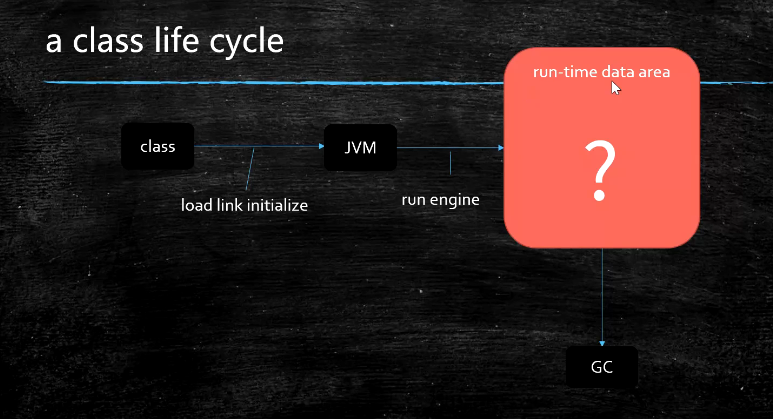 a class life cycle
run-time data area
class
JVM
?
load link initialize
run engine
GC